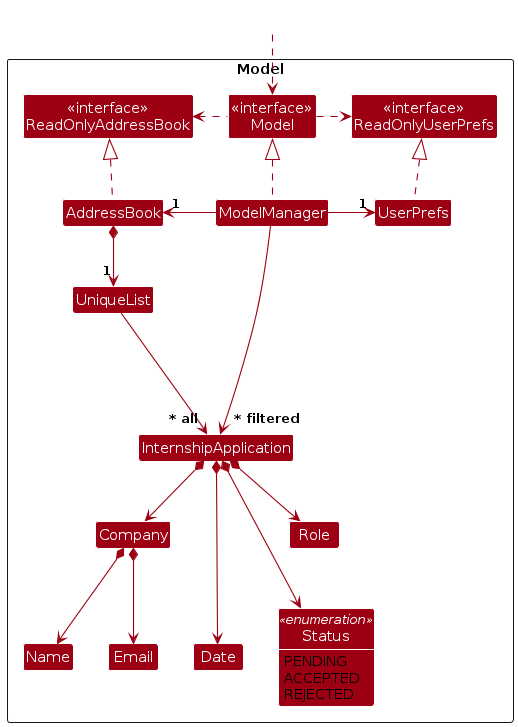 Model
«interface»
ReadOnlyAddressBook
«interface»
Model
«interface»
ReadOnlyUserPrefs
AddressBook
1
ModelManager
1
UserPrefs
1
UniqueList
* all
* filtered
InternshipApplication
Company
Role
«enumeration»
Status
Name
Email
Date
PENDING
ACCEPTED
REJECTED